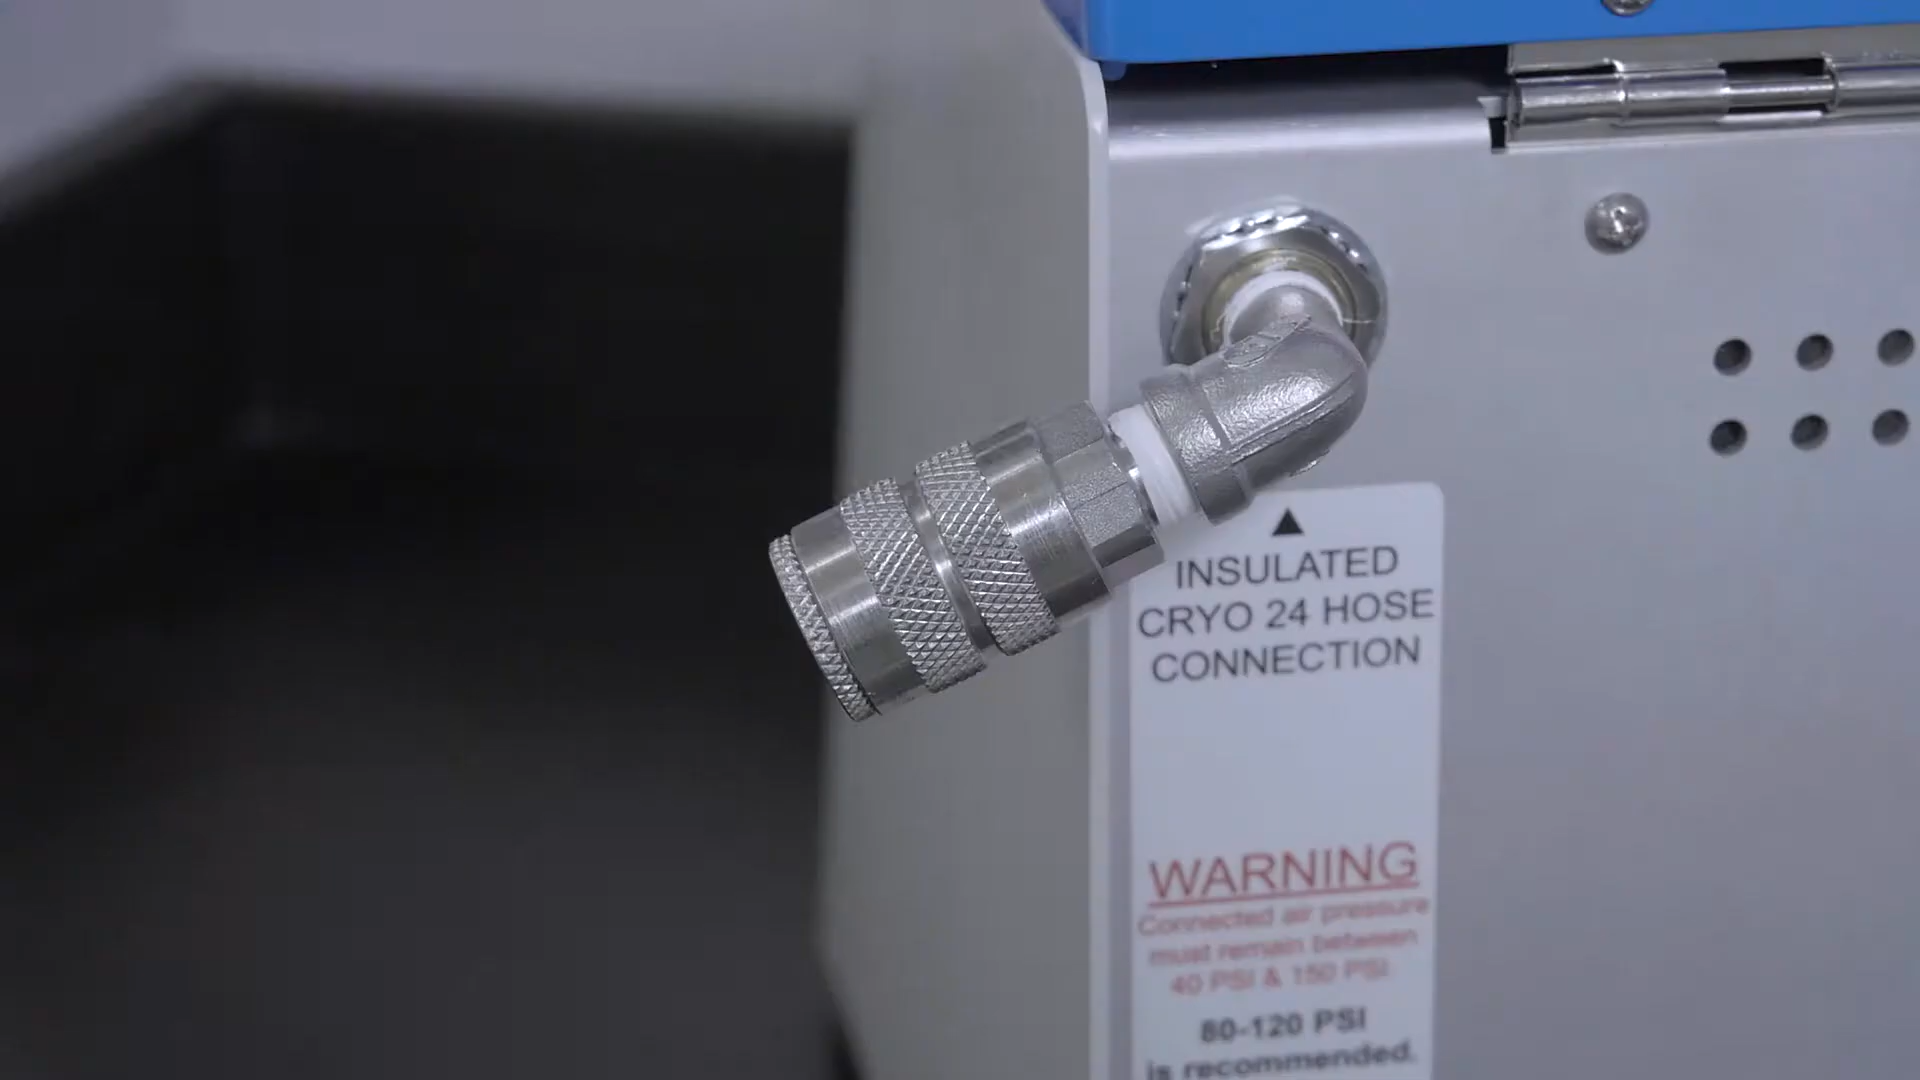 INSULATED
CRYO 24 HOSE
CONNECTION
WARNING
Connected air pressure
must remain between
40 PSI & 150 PSI
80-120 PSI
is recommended.